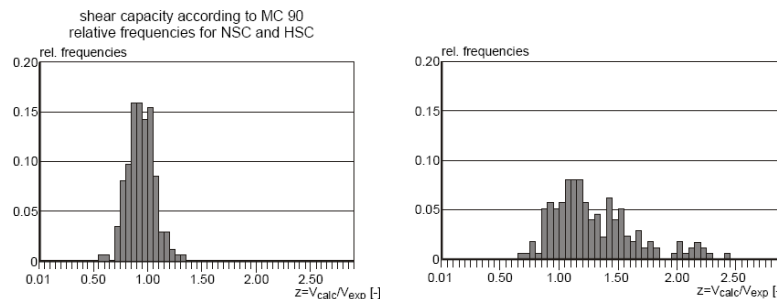 shear capacity according to MC 90
relative frequencies for NSC and HSC
rel. frequencies
0.20
0.15
0.10
0.05
0
0.01 0.50 1.00 1.50 2.00 2.50
z=Vcalc/Vexp [-]
rel. frequencies
0.20
0.15
0.10
0.05
0
0.01 0.50 1.00 1.50 2.00 2.50
z=Vcalc/Vexp [-